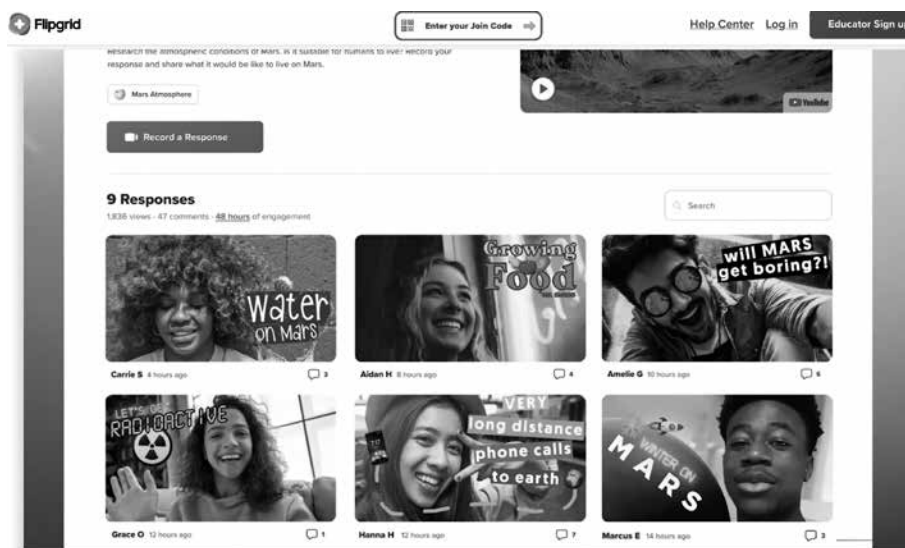 Flipgrid
Enter your Join Code
Help Center
Log in
Educator Sign u
Research the atmospheric conditions of Mars. Is it suitable for humans to live? Record your
response and share what it would be like to live on Mars.
Mars Atmosphere
YouTube
Record a Response
9 Responses
1,836 views · 47 comments · 48 hours of engagement
Search
Water
on Mars
Growing
Food
will MARS
get boring?!
Carrie S 4 hours ago 3
Aidan H 8 hours ago 4
Amelie G 10 hours ago 6
LET'S GET
RADIOACTIVE
VERY
long distance
phone calls
to earth
WINTER ON
MARS
Grace O 12 hours ago 1
Hanna H 12 hours ago 7
Marcus E 14 hours ago 3